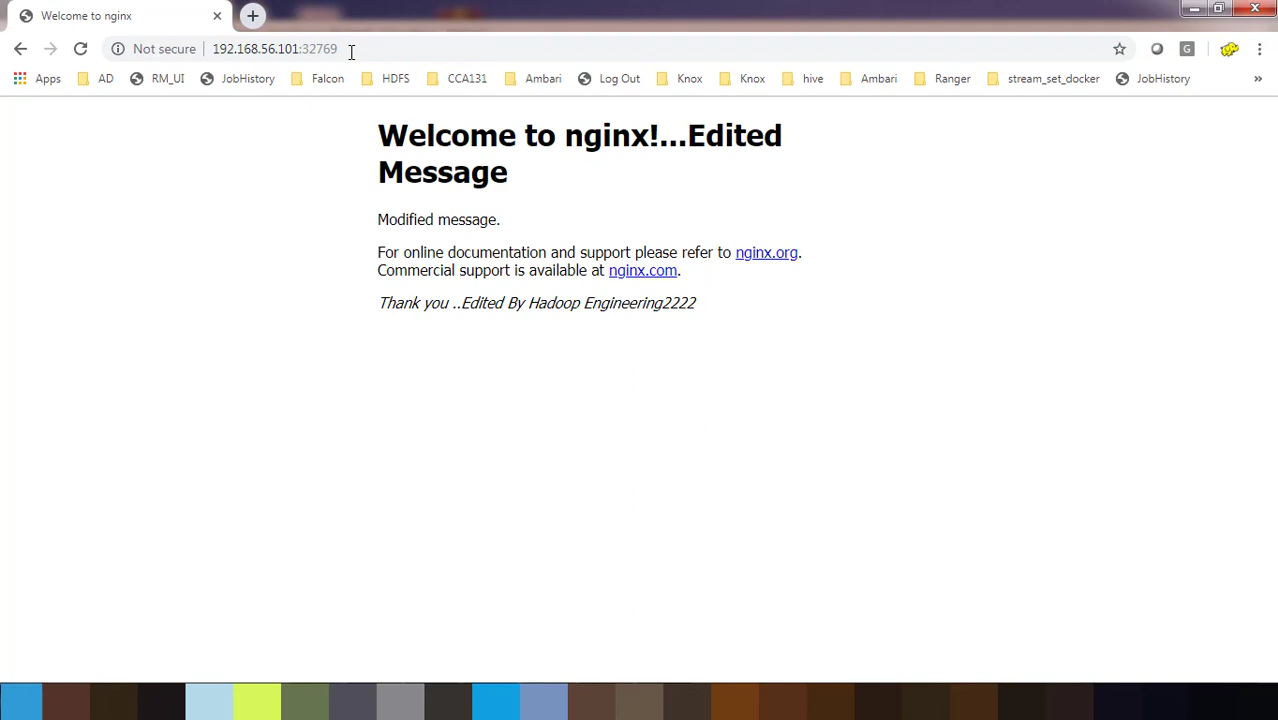 Welcome to nginx
Not secure 192.168.56.101:32769 G
Apps AD RM_UI JobHistory Falcon HDFS CCA131 Ambari Log Out Knox Knox hive Ambari Ranger stream_set_docker JobHistory »
Welcome to nginx!...Edited
Message
Modified message.
For online documentation and support please refer to nginx.org.
Commercial support is available at nginx.com.
Thank you ..Edited By Hadoop Engineering2222